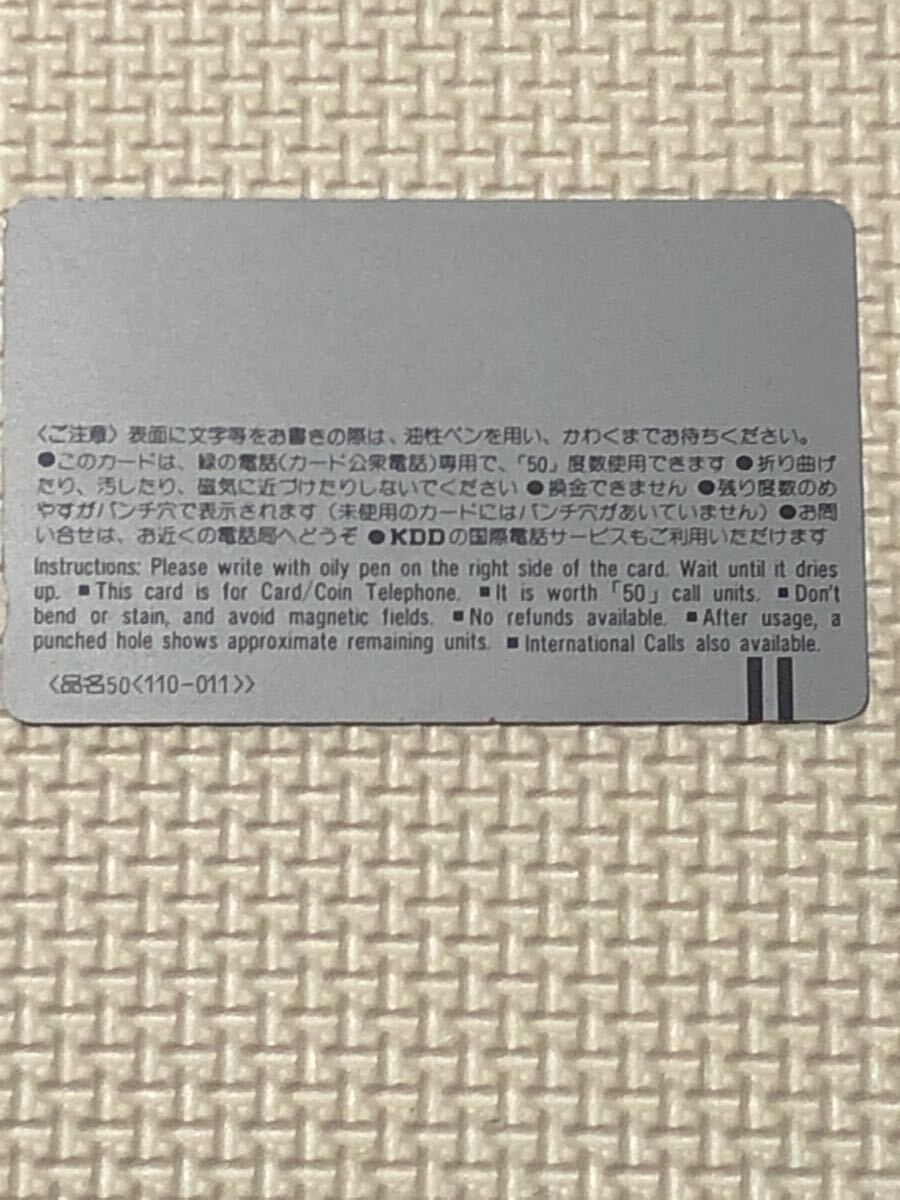 〈ご注意〉表面に文字等をお書きの際は、油性ペンを用い、かわくまでお待ちください。
●このカードは、緑の電話(カード公衆電話)専用で、「50」度数使用できます ●折り曲げ
たり、汚したり、磁気に近づけたりしないでください ●換金できません ●残り度数のめ
やすがパンチ穴で表示されます(未使用のカードにはパンチ穴があいていません)●お問
い合せは、お近くの電話局へどうぞ ●KDDの国際電話サービスもご利用いただけます
Instructions: Please write with oily pen on the right side of the card. Wait until it dries
up. ■This card is for Card/Coin Telephone. ■It is worth「50」call units. ■Don't
bend or stain, and avoid magnetic fields. ■No refunds available. ■After usage, a
punched hole shows approximate remaining units. ■International Calls also available.
〈品名50〈110-011〉〉